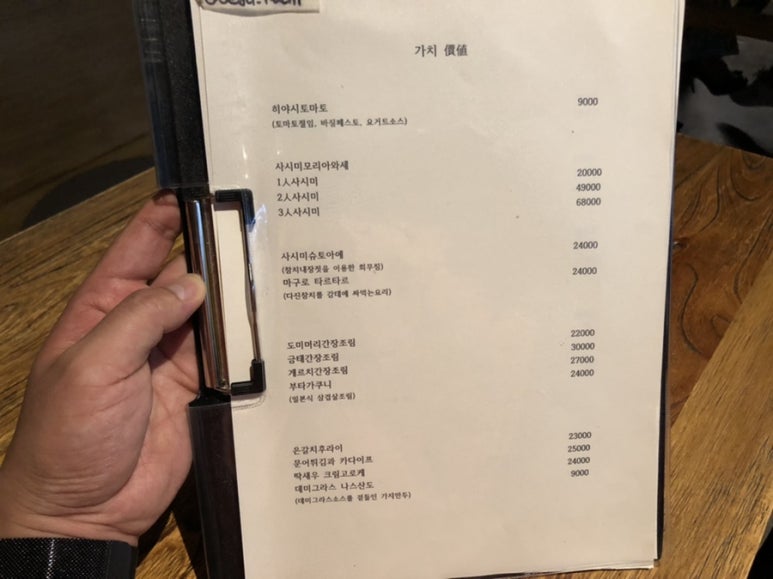 가치 價値
히야시토마토 9000
(토마토절임, 바질페스토, 요거트소스)
사시미모리아와세
1人사시미 20000
2人사시미 49000
3人사시미 68000
사시미슈토아에 24000
(참치내장젓을 이용한 회무침)
마구로 타르타르 24000
(다진참치를 감태에 싸먹는요리)
도미머리간장조림 22000
금태간장조림 30000
게르치간장조림 27000
부타가쿠니 24000
(일본식 삼겹살조림)
은갈치후라이 23000
문어튀김과 카다이프 25000
딱새우 크림고로케 24000
데미그라스 나스산도 9000
(데미그라스소스를 곁들인 가지만두)